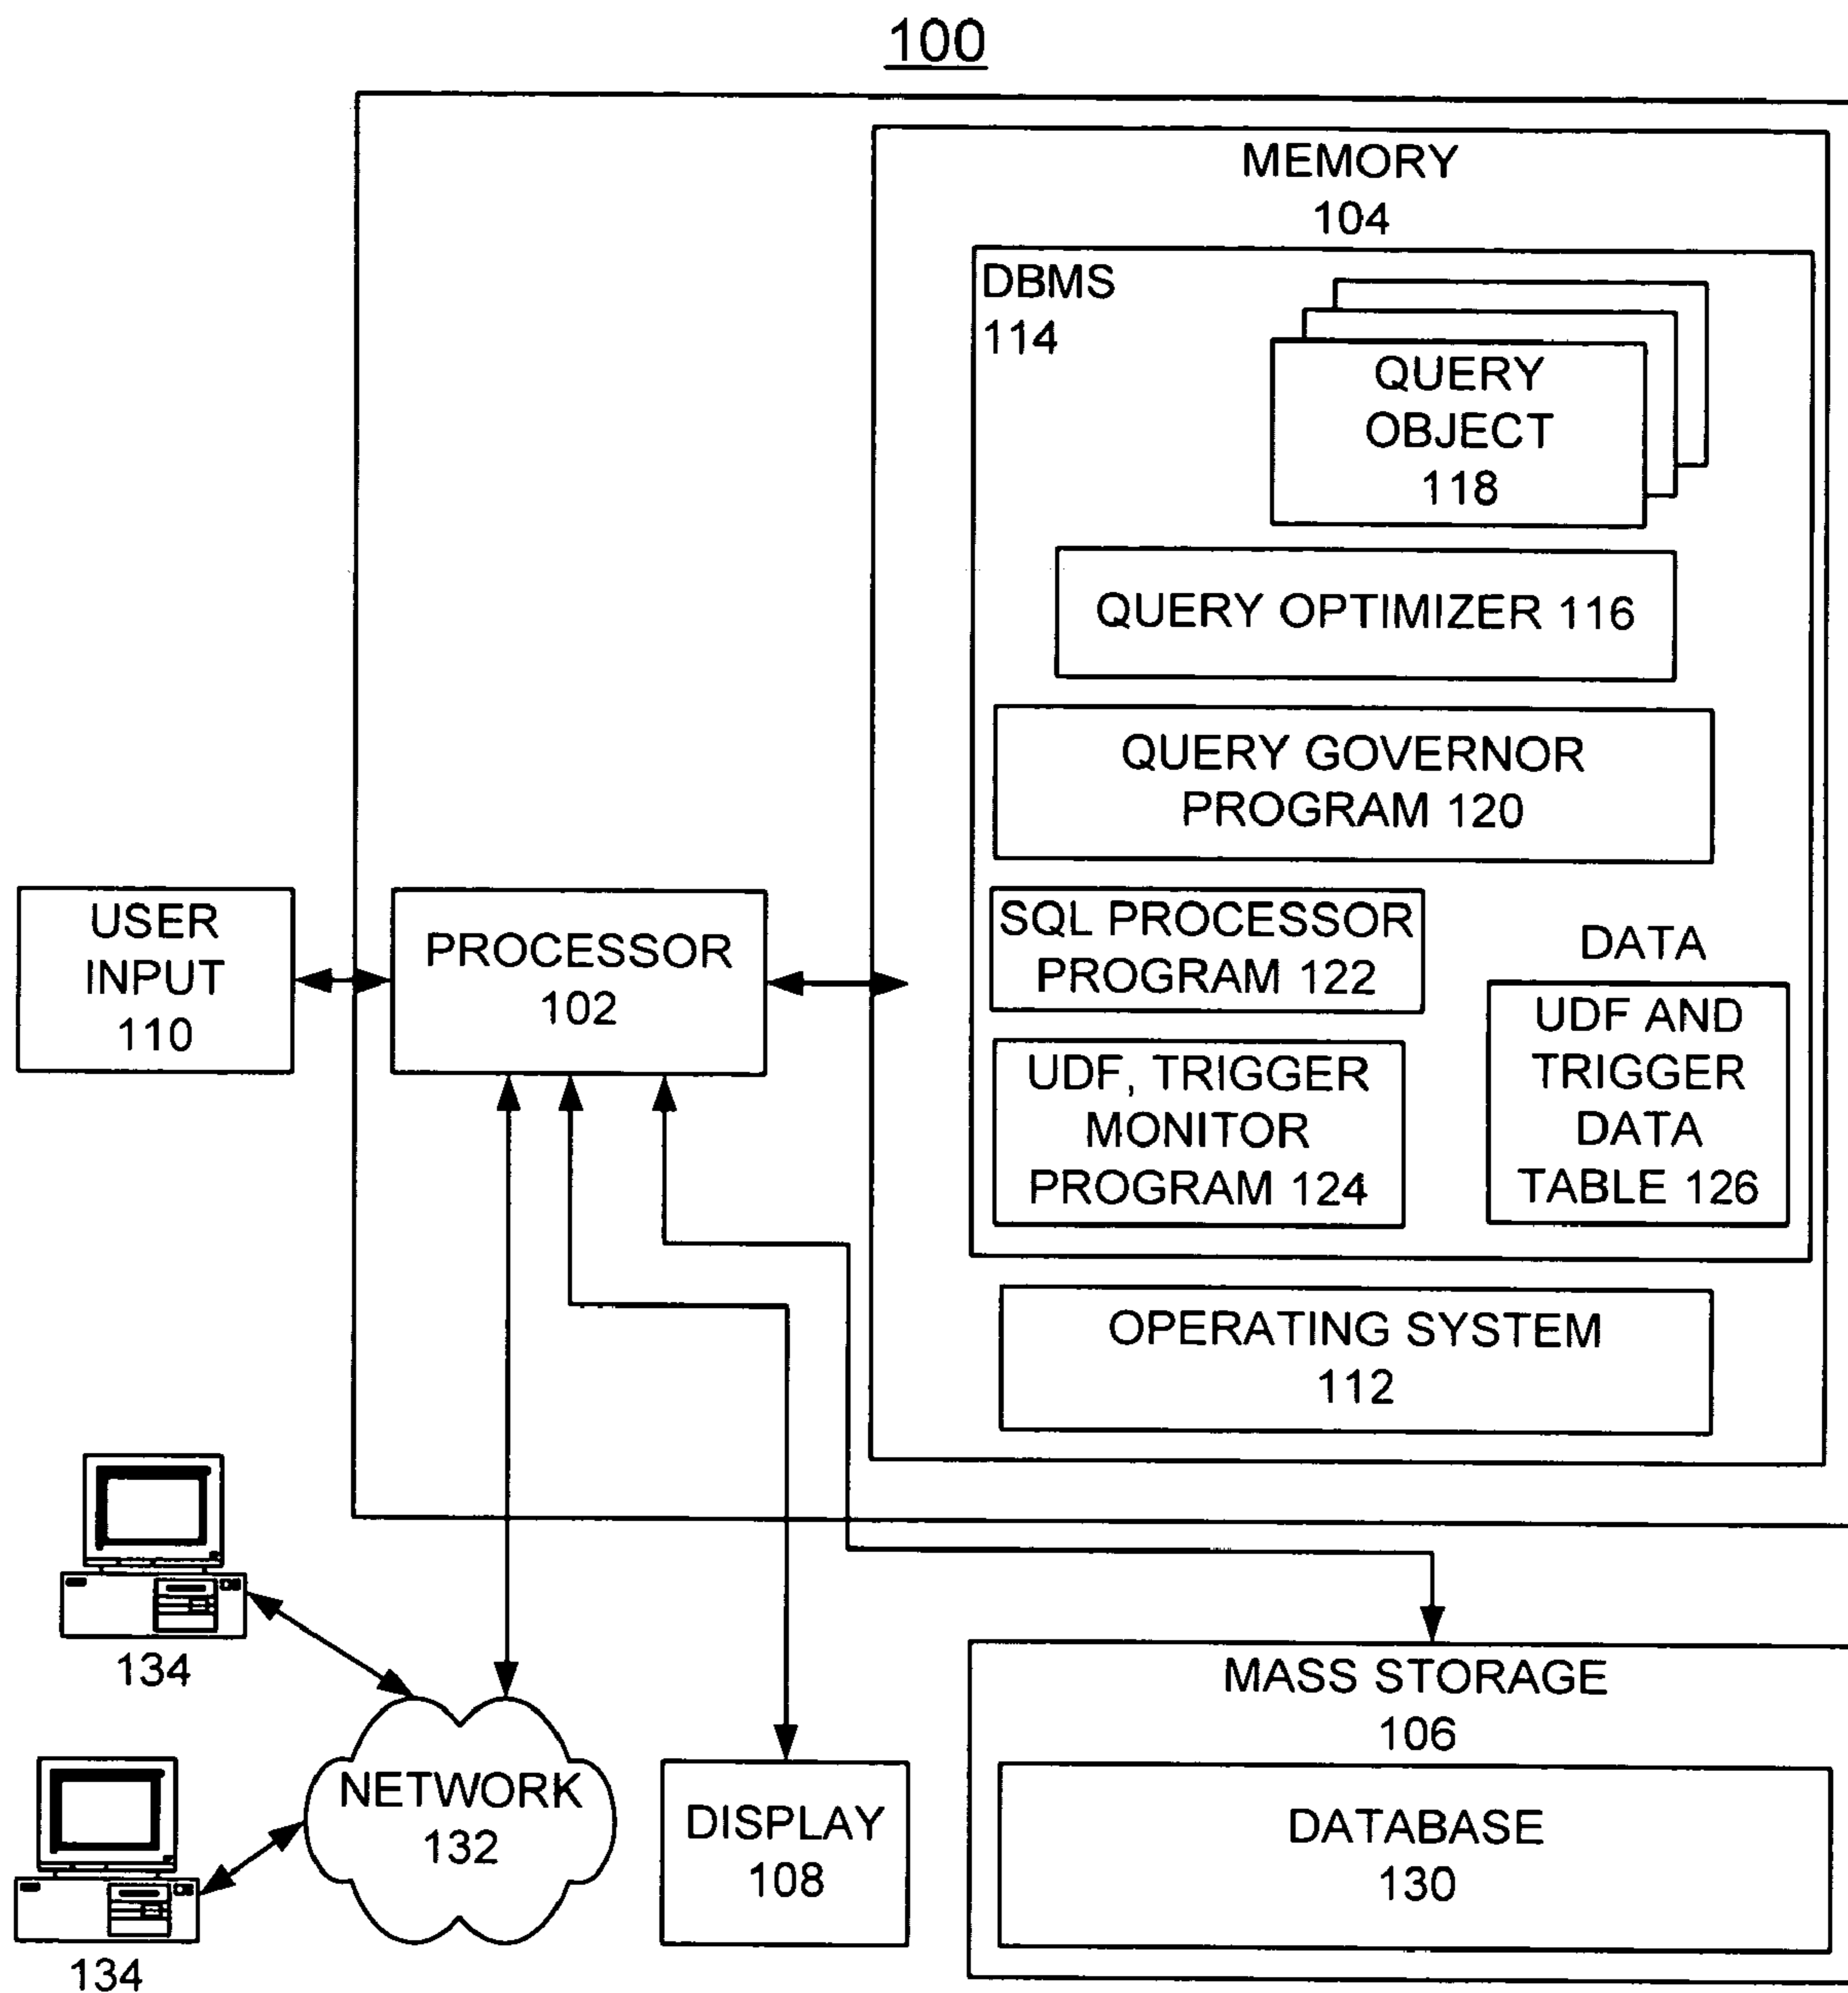 100
MEMORY
104
DBMS
114
QUERY
OBJECT
118
QUERY OPTIMIZER 116
QUERY GOVERNOR
PROGRAM 120
SQL PROCESSOR
PROGRAM 122
DATA
UDF, TRIGGER
MONITOR
PROGRAM 124
UDF AND
TRIGGER
DATA
TABLE 126
OPERATING SYSTEM
112
USER
INPUT
110
PROCESSOR
102
134
134
NETWORK
132
DISPLAY
108
MASS STORAGE
106
DATABASE
130